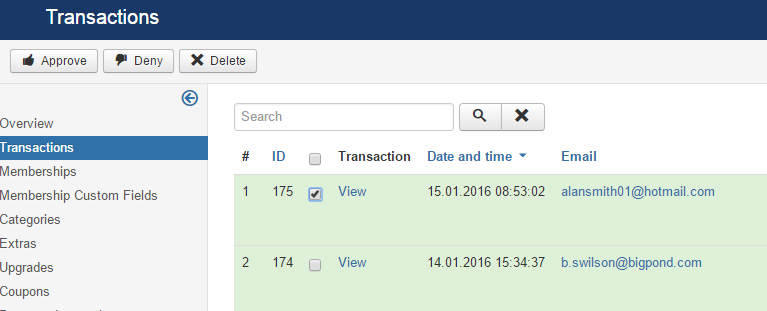 Transactions
Approve Deny Delete
Search
Overview
Transactions
Memberships
Membership Custom Fields
Categories
Extras
Upgrades
Coupons
# ID Transaction Date and time Email
1 175 View 15.01.2016 08:53:02 alansmith01@hotmail.com
2 174 View 14.01.2016 15:34:37 b.swilson@bigpond.com